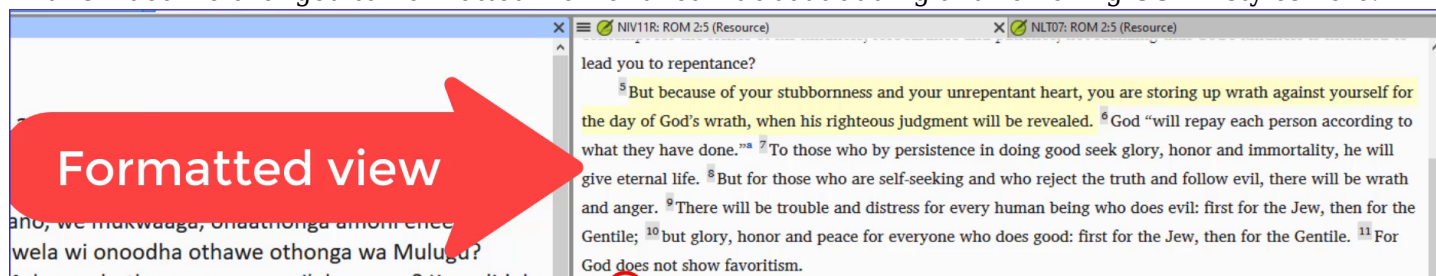 NIV11R: ROM 2:5 (Resource)
NLT07: ROM 2:5 (Resource)
lead you to repentance?
5 But because of your stubbornness and your unrepentant heart, you are storing up wrath against yourself for
the day of God’s wrath, when his righteous judgment will be revealed. 6 God “will repay each person according to
what they have done.”a 7 To those who by persistence in doing good seek glory, honor and immortality, he will
give eternal life. 8 But for those who are self-seeking and who reject the truth and follow evil, there will be wrath
and anger. 9 There will be trouble and distress for every human being who does evil: first for the Jew, then for the
Gentile; 10 but glory, honor and peace for everyone who does good: first for the Jew, then for the Gentile. 11 For
God does not show favoritism.
Formatted view
wela wi onoodha othawe othonga wa Mulugu?